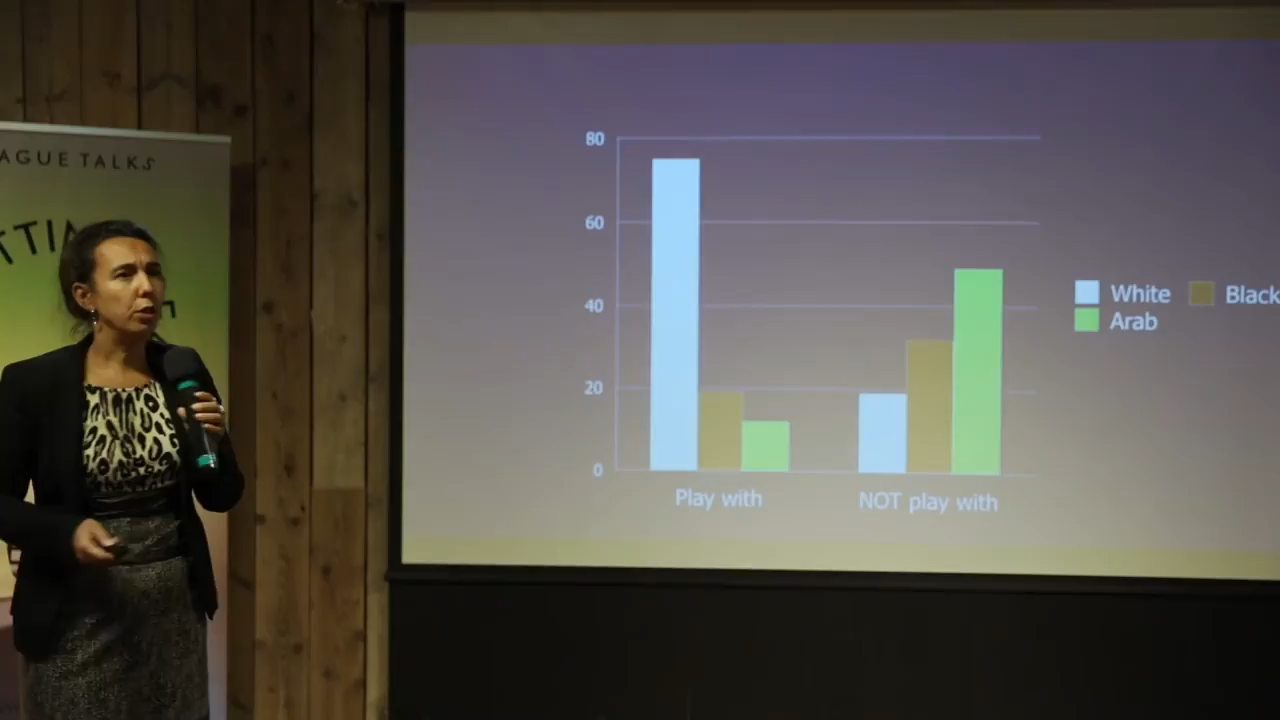 AGUE TALKS
80
60
40
20
0
Play with
NOT play with
White
Black
Arab